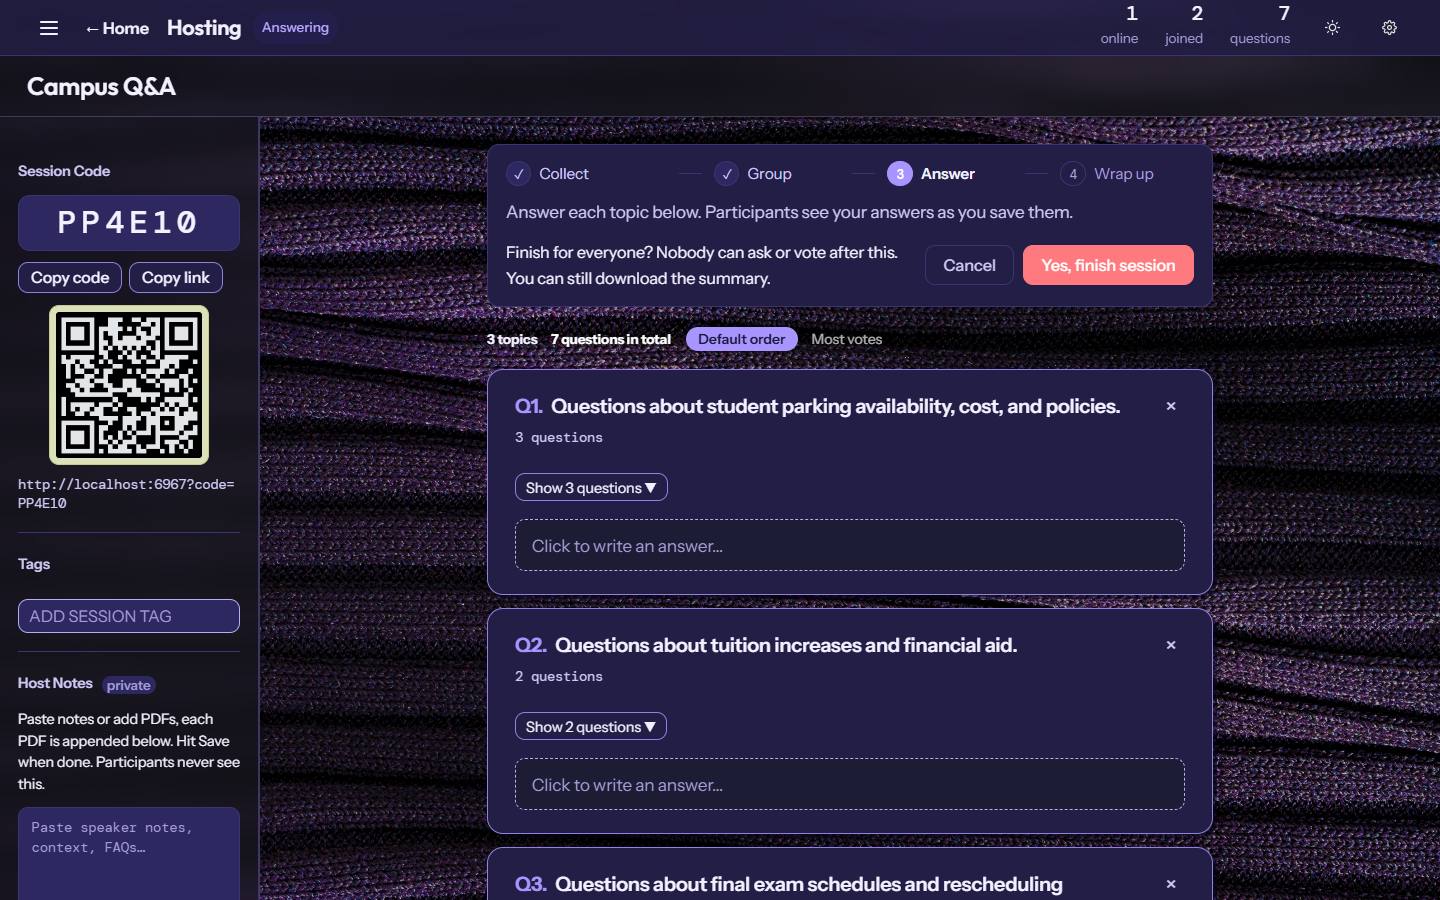 ← Home Hosting Answering
1 online 2 joined 7 questions
Campus Q&A
Session Code
PP4E10
Copy code Copy link
http://localhost:6967?code=
PP4E10
Tags
ADD SESSION TAG
Host Notes private
Paste notes or add PDFs, each
PDF is appended below. Hit Save
when done. Participants never see
this.
Paste speaker notes,
context, FAQs…
✓ Collect ✓ Group 3 Answer 4 Wrap up
Answer each topic below. Participants see your answers as you save them.
Finish for everyone? Nobody can ask or vote after this.
You can still download the summary.
Cancel Yes, finish session
3 topics 7 questions in total Default order Most votes
Q1. Questions about student parking availability, cost, and policies. ×
3 questions
Show 3 questions ▼
Click to write an answer...
Q2. Questions about tuition increases and financial aid. ×
2 questions
Show 2 questions ▼
Click to write an answer...
Q3. Questions about final exam schedules and rescheduling ×